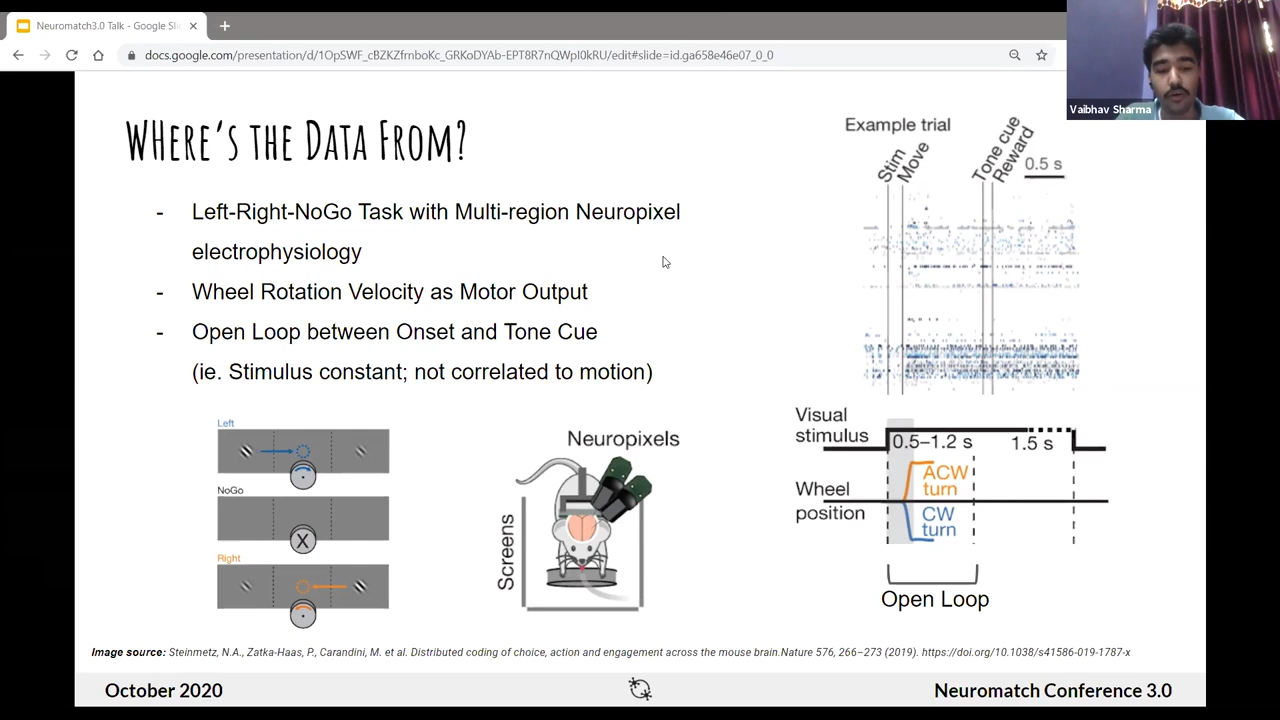 Neuromatch3.0 Talk - Google Sli
docs.google.com/presentation/d/1OpSWF_cBZKZfrnboKc_GRKoDYAb-EPT8R7nQWpI0kRU/edit#slide=id.ga658e46e07_0_0
Vaibhav Sharma
WHERE'S THE DATA FROM?
- Left-Right-NoGo Task with Multi-region Neuropixel
electrophysiology
- Wheel Rotation Velocity as Motor Output
- Open Loop between Onset and Tone Cue
(ie. Stimulus constant; not correlated to motion)
Example trial
Stim
Move
Tone cue
Reward
0.5 s
Left
NoGo
X
Right
Neuropixels
Screens
Visual
stimulus
0.5–1.2 s
1.5 s
Wheel
position
ACW
turn
CW
turn
Open Loop
Image source: Steinmetz, N.A., Zatka-Haas, P., Carandini, M. et al. Distributed coding of choice, action and engagement across the mouse brain.Nature 576, 266–273 (2019). https://doi.org/10.1038/s41586-019-1787-x
October 2020
Neuromatch Conference 3.0